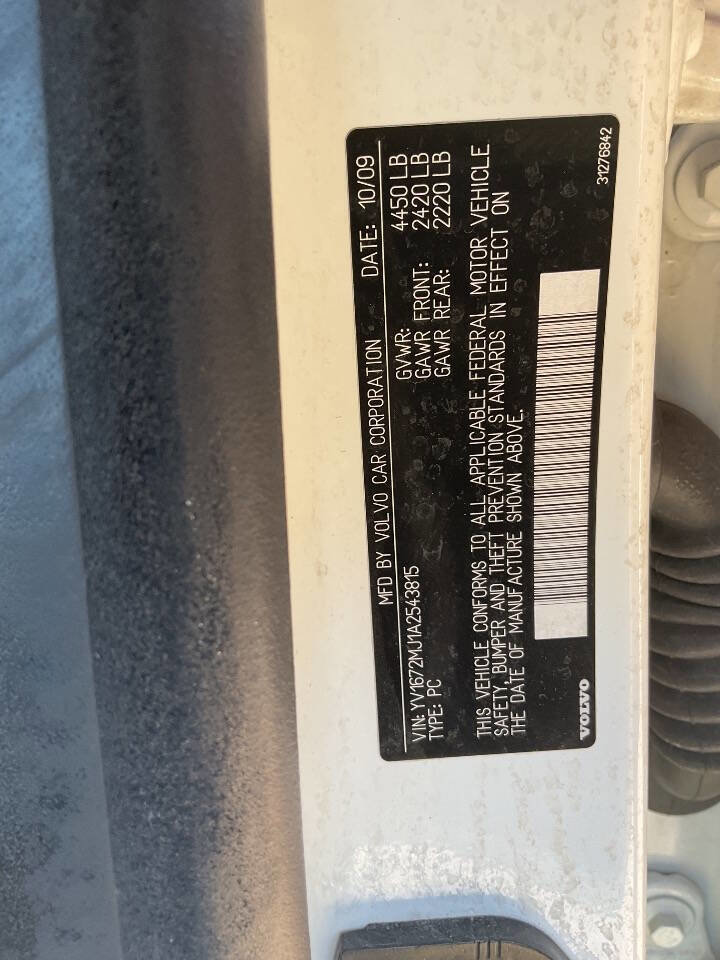 MFD BY VOLVO CAR CORPORATION DATE: 10/09
VIN: YV1672MJ1A2543815 GVWR: 4450 LB
TYPE: PC GAWR FRONT: 2420 LB
GAWR REAR: 2220 LB
THIS VEHICLE CONFORMS TO ALL APPLICABLE FEDERAL MOTOR VEHICLE
SAFETY, BUMPER AND THEFT PREVENTION STANDARDS IN EFFECT ON
THE DATE OF MANUFACTURE SHOWN ABOVE.
VOLVO 31276842